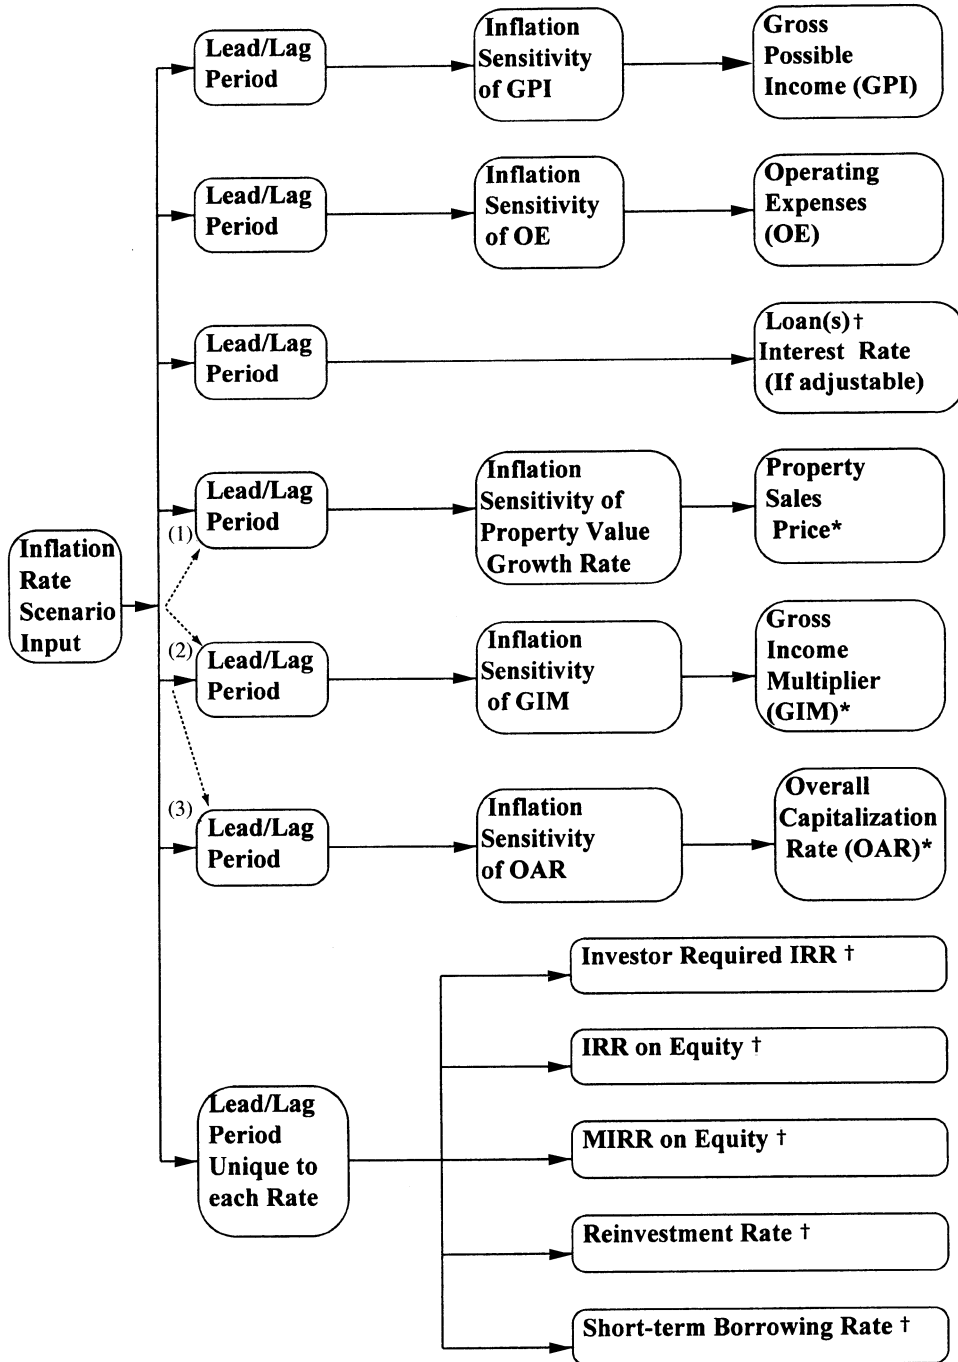 Lead/Lag
Period
Inflation
Sensitivity
of GPI
Gross
Possible
Income (GPI)
Lead/Lag
Period
Inflation
Sensitivity
of OE
Operating
Expenses
(OE)
Lead/Lag
Period
Loan(s) †
Interest Rate
(If adjustable)
Inflation
Rate
Scenario
Input
(1)
Lead/Lag
Period
Inflation
Sensitivity of
Property Value
Growth Rate
Property
Sales
Price*
(2)
Lead/Lag
Period
Inflation
Sensitivity
of GIM
Gross
Income
Multiplier
(GIM)*
(3)
Lead/Lag
Period
Inflation
Sensitivity
of OAR
Overall
Capitalization
Rate (OAR)*
Lead/Lag
Period
Unique to
each Rate
Investor Required IRR †
IRR on Equity †
MIRR on Equity †
Reinvestment Rate †
Short-term Borrowing Rate †